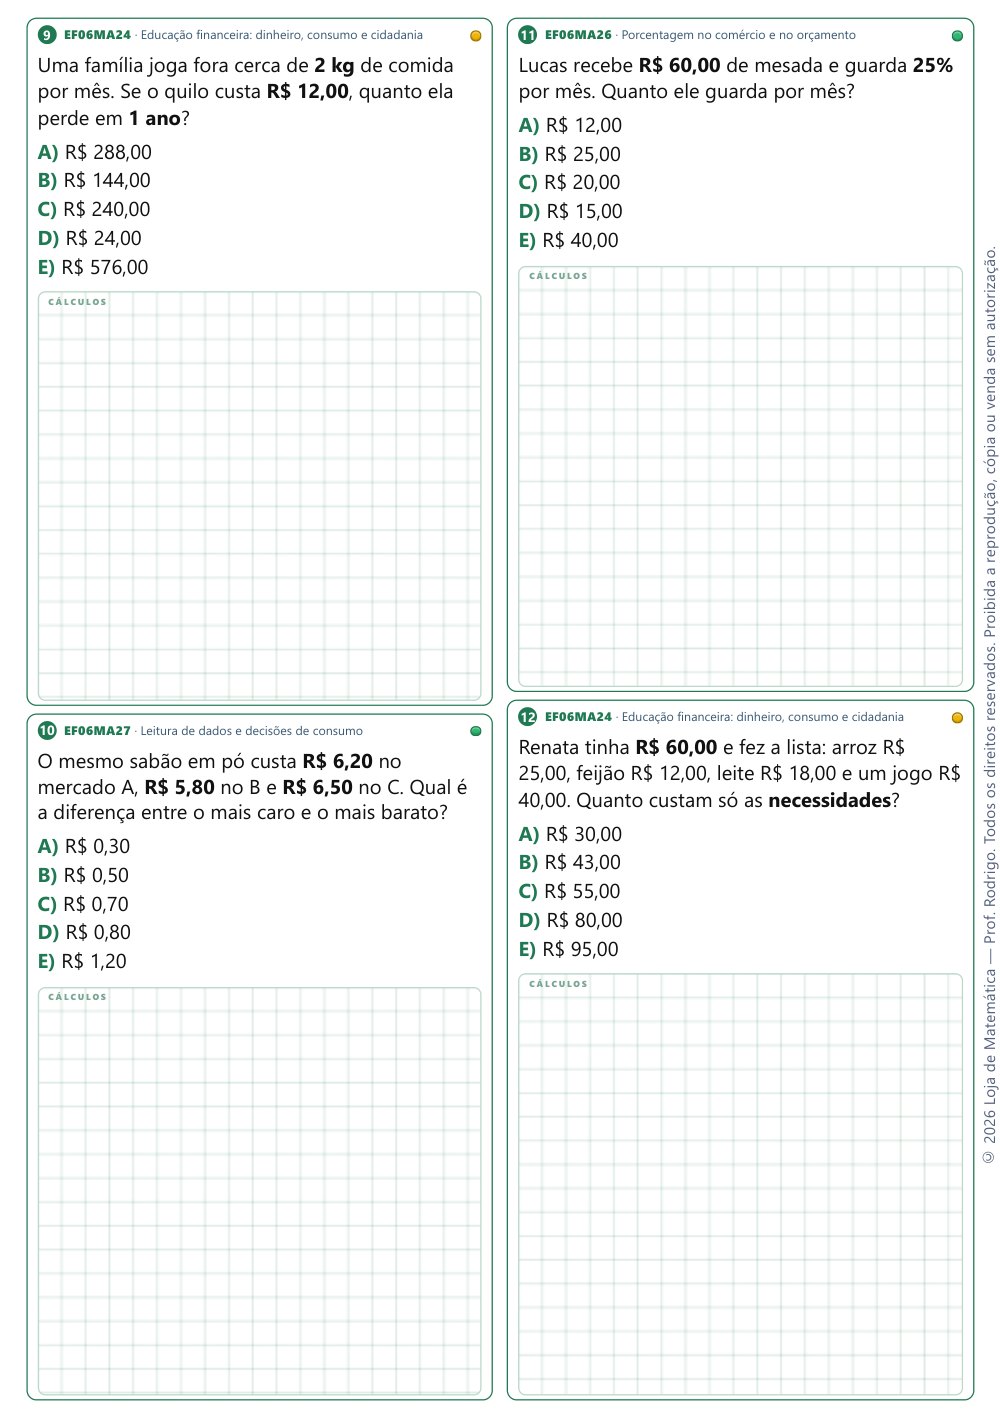 9 EF06MA24 · Educação financeira: dinheiro, consumo e cidadania
Uma família joga fora cerca de 2 kg de comida
por mês. Se o quilo custa R$ 12,00, quanto ela
perde em 1 ano?
A) R$ 288,00
B) R$ 144,00
C) R$ 240,00
D) R$ 24,00
E) R$ 576,00
CÁLCULOS
10 EF06MA27 · Leitura de dados e decisões de consumo
O mesmo sabão em pó custa R$ 6,20 no
mercado A, R$ 5,80 no B e R$ 6,50 no C. Qual é
a diferença entre o mais caro e o mais barato?
A) R$ 0,30
B) R$ 0,50
C) R$ 0,70
D) R$ 0,80
E) R$ 1,20
CÁLCULOS
11 EF06MA26 · Porcentagem no comércio e no orçamento
Lucas recebe R$ 60,00 de mesada e guarda 25%
por mês. Quanto ele guarda por mês?
A) R$ 12,00
B) R$ 25,00
C) R$ 20,00
D) R$ 15,00
E) R$ 40,00
CÁLCULOS
12 EF06MA24 · Educação financeira: dinheiro, consumo e cidadania
Renata tinha R$ 60,00 e fez a lista: arroz R$
25,00, feijão R$ 12,00, leite R$ 18,00 e um jogo R$
40,00. Quanto custam só as necessidades?
A) R$ 30,00
B) R$ 43,00
C) R$ 55,00
D) R$ 80,00
E) R$ 95,00
CÁLCULOS
© 2026 Loja de Matemática — Prof. Rodrigo. Todos os direitos reservados. Proibida a reprodução, cópia ou venda sem autorização.